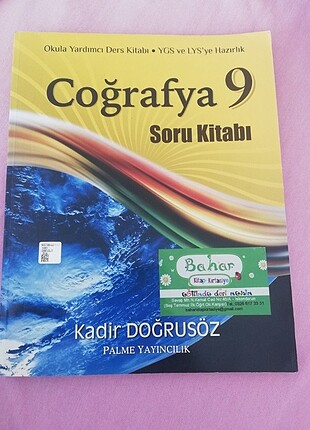 Okula Yardımcı Ders Kitabı • YGS ve LYS'ye Hazırlık
Coğrafya 9
Soru Kitabı
Bahar
Kitap-Kırtasiye
Kadir DOĞRUSÖZ
PALME YAYINCILIK